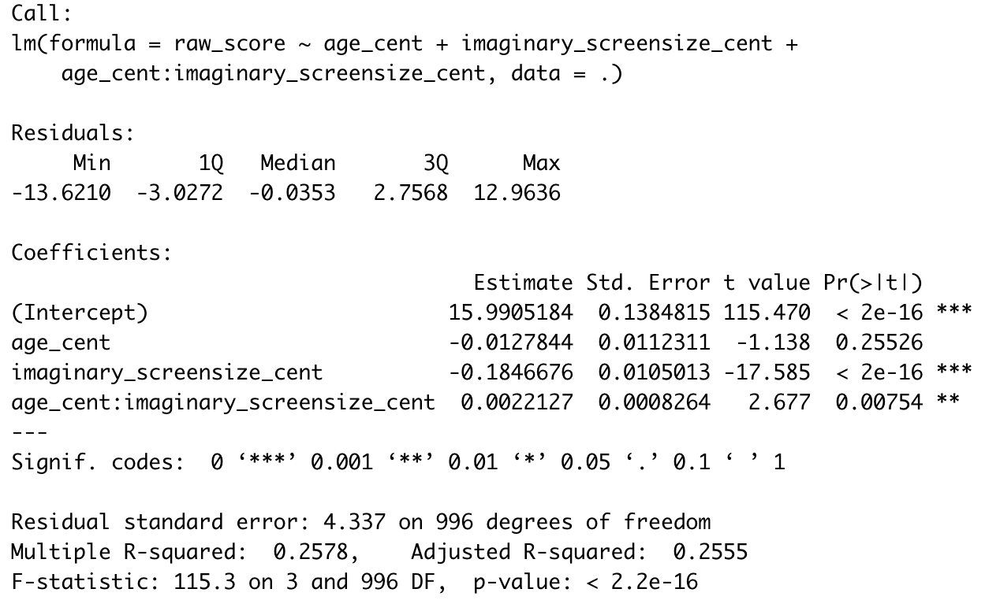 Call:
lm(formula = raw_score ~ age_cent + imaginary_screensize_cent +
    age_cent:imaginary_screensize_cent, data = .)

Residuals:
     Min       1Q   Median       3Q      Max
-13.6210  -3.0272  -0.0353   2.7568  12.9636

Coefficients:
                                     Estimate Std. Error t value Pr(>|t|)
(Intercept)                        15.9905184  0.1384815 115.470  < 2e-16 ***
age_cent                           -0.0127844  0.0112311  -1.138  0.25526
imaginary_screensize_cent          -0.1846676  0.0105013 -17.585  < 2e-16 ***
age_cent:imaginary_screensize_cent  0.0022127  0.0008264   2.677  0.00754 **
---
Signif. codes:  0 ‘***’ 0.001 ‘**’ 0.01 ‘*’ 0.05 ‘.’ 0.1 ‘ ’ 1

Residual standard error: 4.337 on 996 degrees of freedom
Multiple R-squared:  0.2578,    Adjusted R-squared:  0.2555
F-statistic: 115.3 on 3 and 996 DF,  p-value: < 2.2e-16